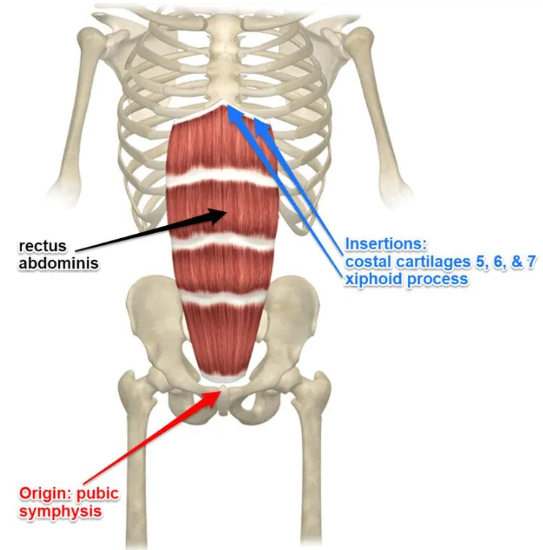 rectus
abdominis
Insertions:
costal cartilages 5, 6, & 7
xiphoid process
Origin: pubic
symphysis